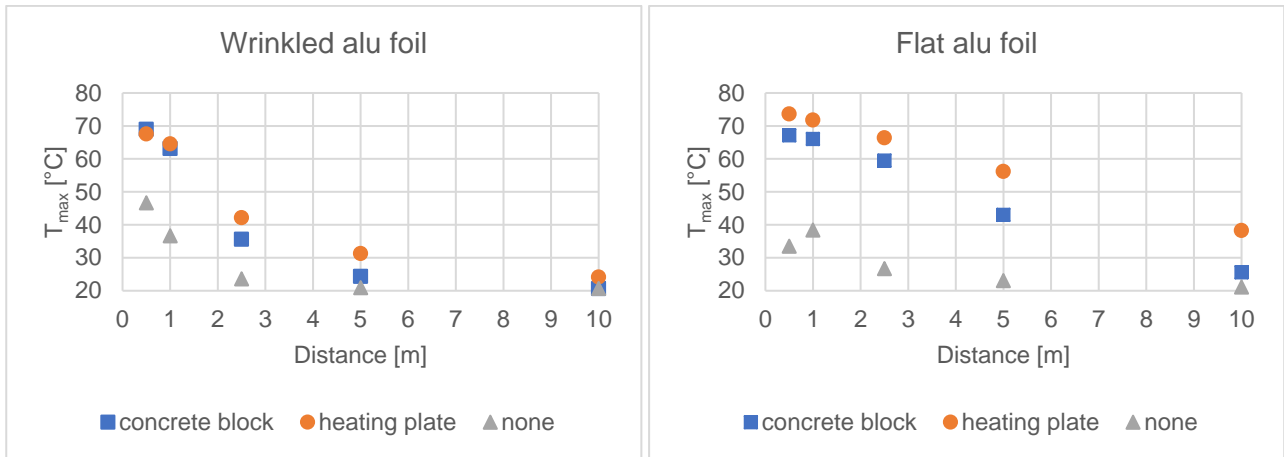 Wrinkled alu foil
80
70
60
50
40
30
20
Tmax [°C]
0 1 2 3 4 5 6 7 8 9 10
Distance [m]
concrete block heating plate none
Flat alu foil
80
70
60
50
40
30
20
Tmax [°C]
0 1 2 3 4 5 6 7 8 9 10
Distance [m]
concrete block heating plate none